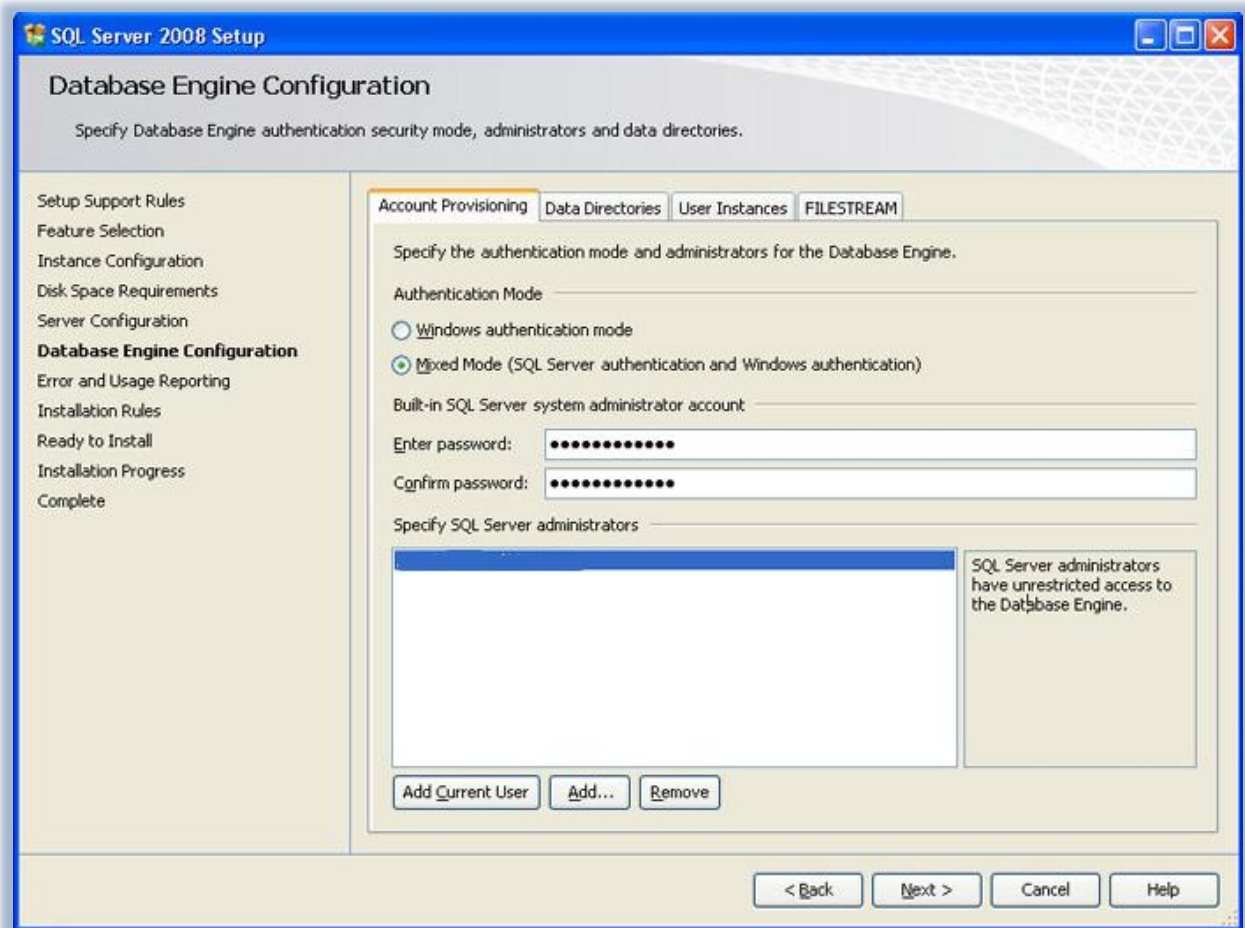 SQL Server 2008 Setup
Database Engine Configuration
Specify Database Engine authentication security mode, administrators and data directories.
Setup Support Rules
Feature Selection
Instance Configuration
Disk Space Requirements
Server Configuration
Database Engine Configuration
Error and Usage Reporting
Installation Rules
Ready to Install
Installation Progress
Complete
Account Provisioning
Data Directories
User Instances
FILESTREAM
Specify the authentication mode and administrators for the Database Engine.
Authentication Mode
Windows authentication mode
Mixed Mode (SQL Server authentication and Windows authentication)
Built-in SQL Server system administrator account
Enter password: ●●●●●●●●●●●●
Confirm password: ●●●●●●●●●●●●
Specify SQL Server administrators
SQL Server administrators
have unrestricted access to
the Database Engine.
Add Current User
Add...
Remove
< Back
Next >
Cancel
Help